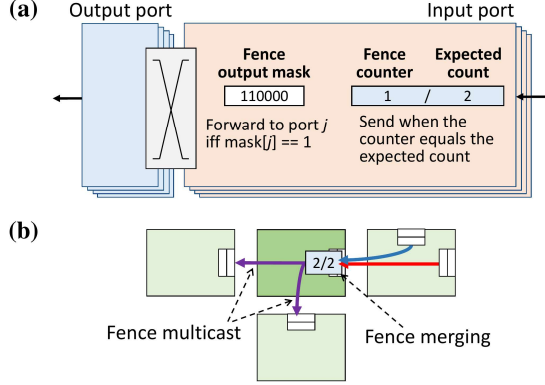 (a)
Output port
Input port
Fence
output mask
110000
Forward to port j
iff mask[j] == 1
Fence
counter
Expected
count
1 / 2
Send when the
counter equals the
expected count
(b)
2/2
Fence multicast
Fence merging